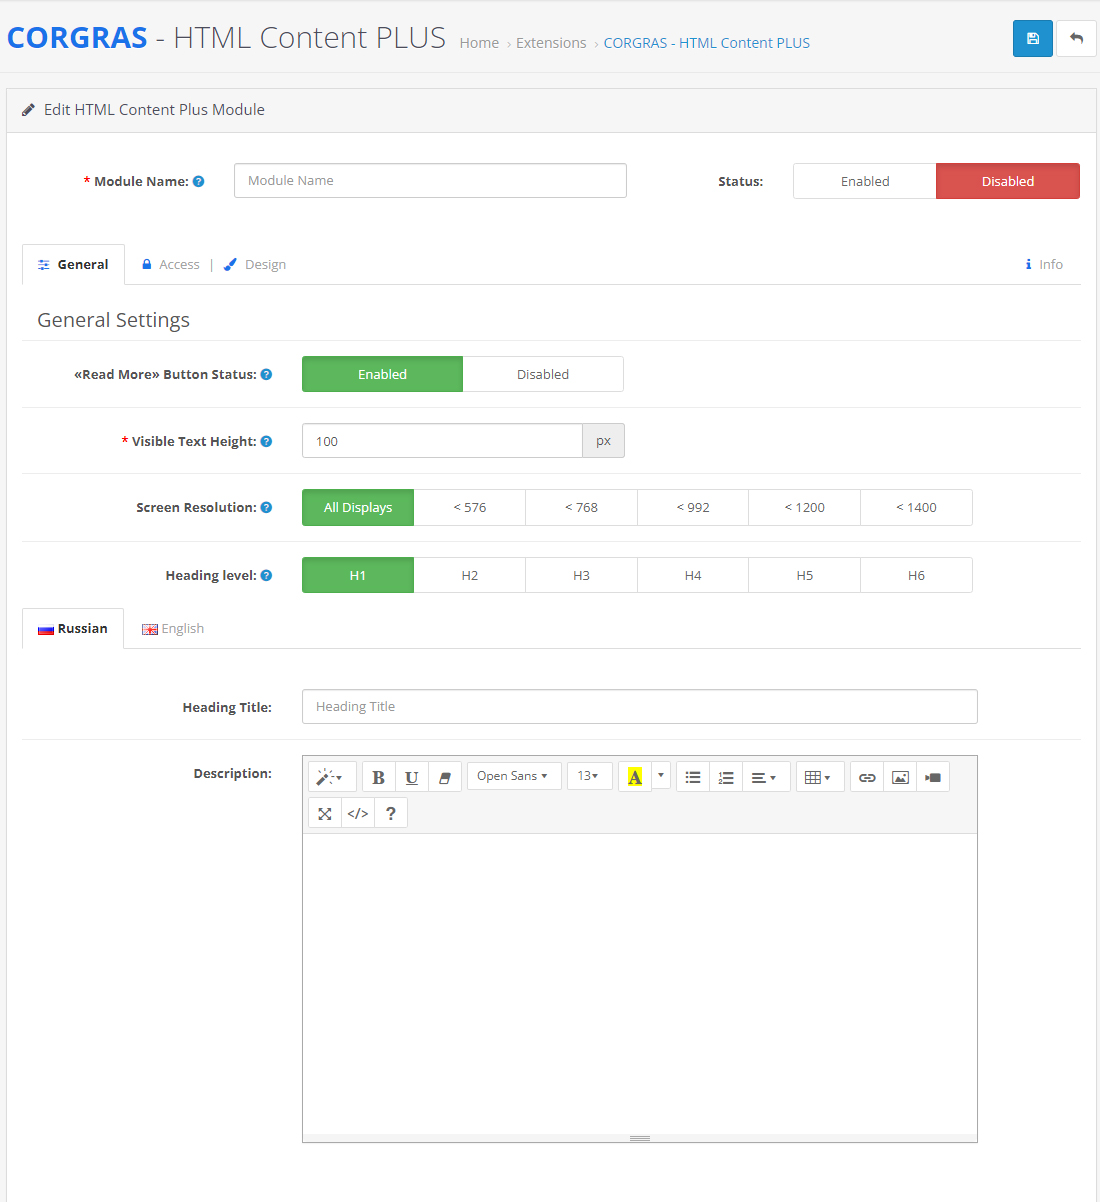 CORGRAS - HTML Content PLUS Home › Extensions › CORGRAS - HTML Content PLUS
Edit HTML Content Plus Module
* Module Name: ? Module Name Status: Enabled Disabled
General Access | Design i Info
General Settings
«Read More» Button Status: ? Enabled Disabled
* Visible Text Height: ? 100 px
Screen Resolution: ? All Displays < 576 < 768 < 992 < 1200 < 1400
Heading level: ? H1 H2 H3 H4 H5 H6
Russian English
Heading Title: Heading Title
Description: B U Open Sans 13 A
</> ?